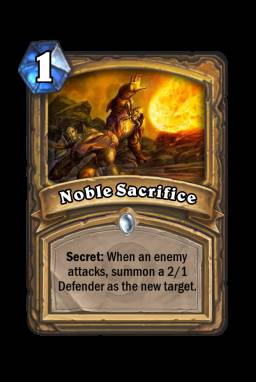 1
Noble Sacrifice
Secret: When an enemy
attacks, summon a 2/1
Defender as the new target.